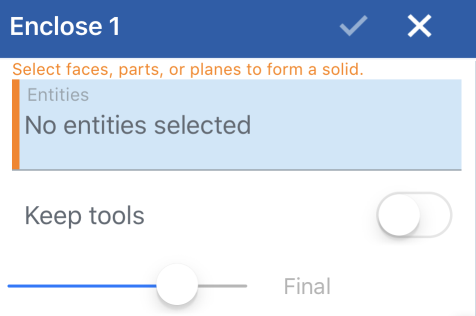 Enclose 1
Select faces, parts, or planes to form a solid.
Entities
No entities selected
Keep tools
Final